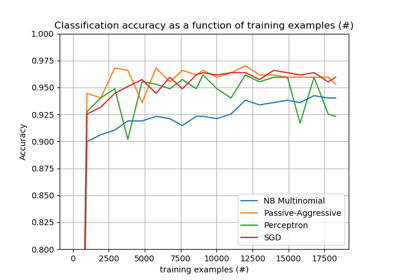 Classification accuracy as a function of training examples (#)
1.000
0.975
0.950
0.925
0.900
0.875
0.850
0.825
0.800
Accuracy
NB Multinomial
Passive-Aggressive
Perceptron
SGD
0 2500 5000 7500 10000 12500 15000 17500
training examples (#)